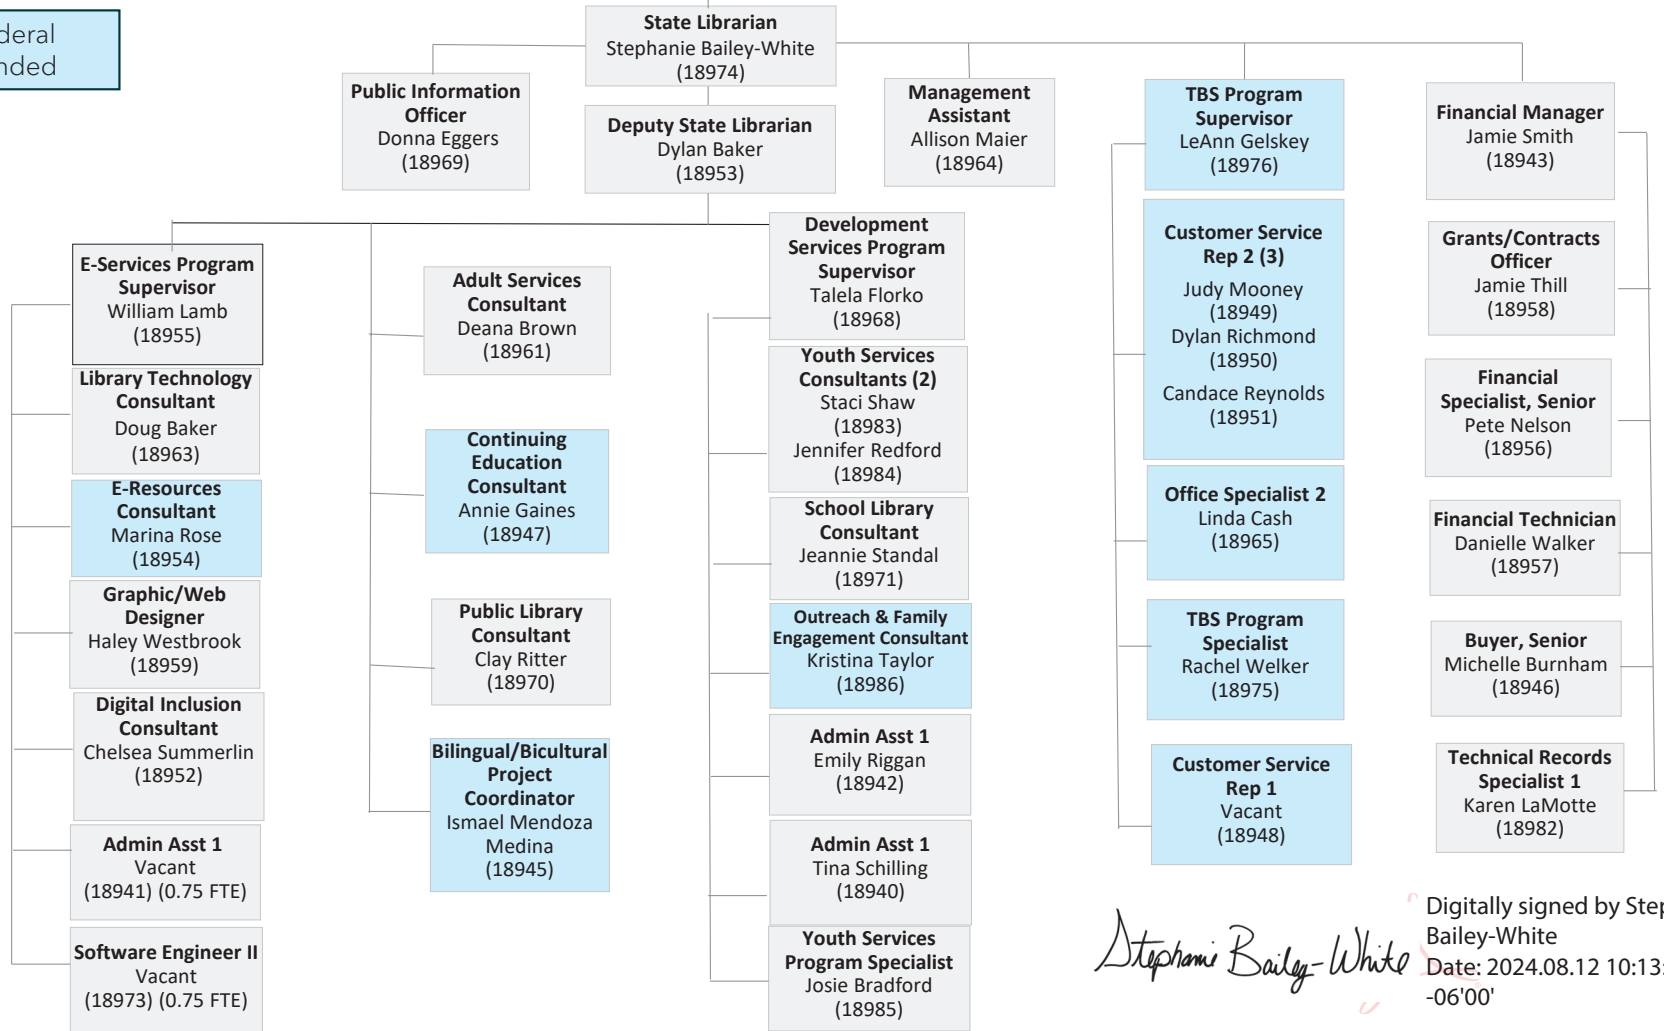 deral
nded
State Librarian
Stephanie Bailey-White
(18974)
Public Information
Officer
Donna Eggers
(18969)
Deputy State Librarian
Dylan Baker
(18953)
Management
Assistant
Allison Maier
(18964)
TBS Program
Supervisor
LeAnn Gelskey
(18976)
Financial Manager
Jamie Smith
(18943)
E-Services Program
Supervisor
William Lamb
(18955)
Library Technology
Consultant
Doug Baker
(18963)
E-Resources
Consultant
Marina Rose
(18954)
Graphic/Web
Designer
Haley Westbrook
(18959)
Digital Inclusion
Consultant
Chelsea Summerlin
(18952)
Admin Asst 1
Vacant
(18941) (0.75 FTE)
Software Engineer II
Vacant
(18973) (0.75 FTE)
Adult Services
Consultant
Deana Brown
(18961)
Continuing
Education
Consultant
Annie Gaines
(18947)
Public Library
Consultant
Clay Ritter
(18970)
Bilingual/Bicultural
Project
Coordinator
Ismael Mendoza
Medina
(18945)
Development
Services Program
Supervisor
Talela Florko
(18968)
Youth Services
Consultants (2)
Staci Shaw
(18983)
Jennifer Redford
(18984)
School Library
Consultant
Jeannie Standal
(18971)
Outreach & Family
Engagement Consultant
Kristina Taylor
(18986)
Admin Asst 1
Emily Riggan
(18942)
Admin Asst 1
Tina Schilling
(18940)
Youth Services
Program Specialist
Josie Bradford
(18985)
Customer Service
Rep 2 (3)
Judy Mooney
(18949)
Dylan Richmond
(18950)
Candace Reynolds
(18951)
Office Specialist 2
Linda Cash
(18965)
TBS Program
Specialist
Rachel Welker
(18975)
Customer Service
Rep 1
Vacant
(18948)
Grants/Contracts
Officer
Jamie Thill
(18958)
Financial
Specialist, Senior
Pete Nelson
(18956)
Financial Technician
Danielle Walker
(18957)
Buyer, Senior
Michelle Burnham
(18946)
Technical Records
Specialist 1
Karen LaMotte
(18982)
Stephanie Bailey-White
Digitally signed by Step
Bailey-White
Date: 2024.08.12 10:13:
-06'00'